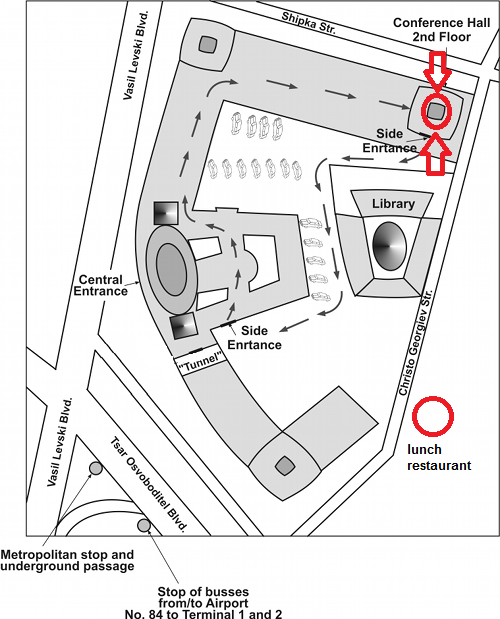 Shipka Str.
Conference Hall
2nd Floor
Vasil Levski Blvd.
Side
Enrtance
Library
Central
Entrance
Side
Enrtance
"Tunnel"
Christo Georgiev Str.
Vasil Levski Blvd.
Tsar Osvoboditel Blvd.
lunch
restaurant
Metropolitan stop and
underground passage
Stop of busses
from/to Airport
No. 84 to Terminal 1 and 2